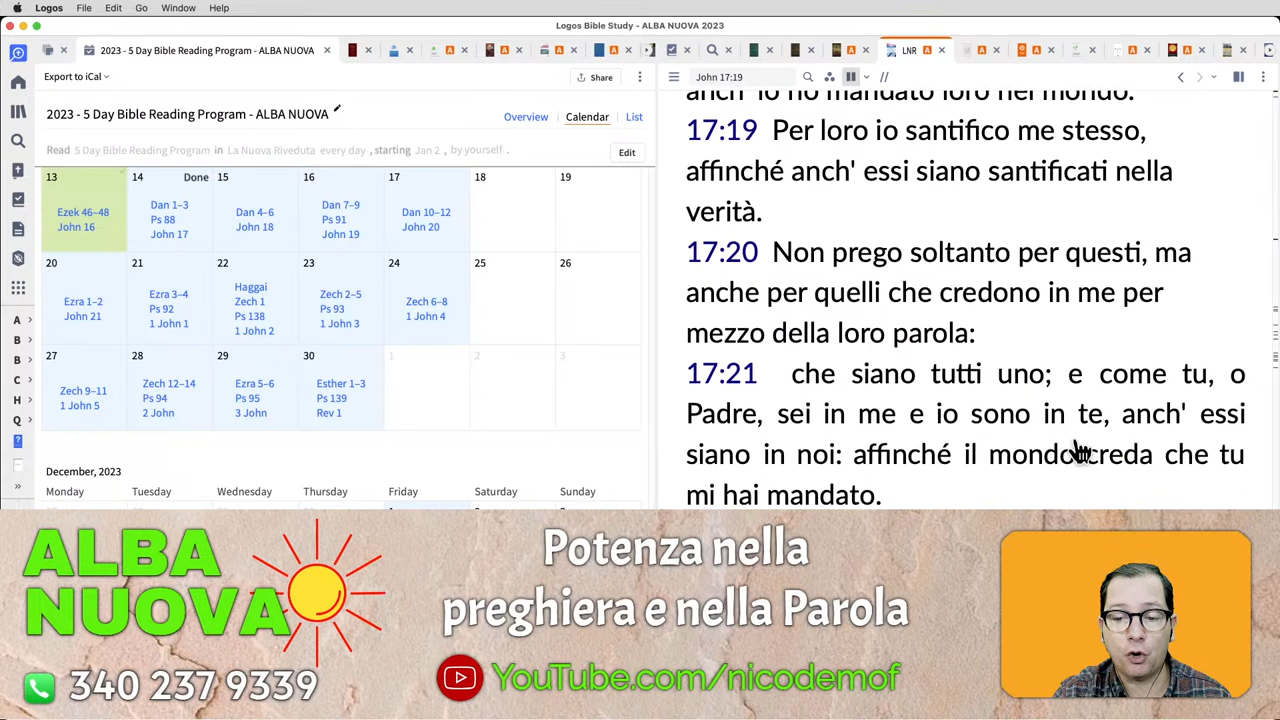 Logos File Edit Go Window Help
Logos Bible Study - ALBA NUOVA 2023
2023 - 5 Day Bible Reading Program - ALBA NUOVA
LNR
Export to iCal
Share
John 17:19
2023 - 5 Day Bible Reading Program - ALBA NUOVA
Overview Calendar List
Read 5 Day Bible Reading Program in La Nuova Riveduta every day , starting Jan 2 , by yourself .
Edit
13 14 Done 15 16 17 18 19
Ezek 46–48
John 16
Dan 1–3
Ps 88
John 17
Dan 4–6
John 18
Dan 7–9
Ps 91
John 19
Dan 10–12
John 20
20 21 22 23 24 25 26
Ezra 1–2
John 21
Ezra 3–4
Ps 92
1 John 1
Haggai
Zech 1
Ps 138
1 John 2
Zech 2–5
Ps 93
1 John 3
Zech 6–8
1 John 4
27 28 29 30 1 2 3
Zech 9–11
1 John 5
Zech 12–14
Ps 94
2 John
Ezra 5–6
Ps 95
3 John
Esther 1–3
Ps 139
Rev 1
December, 2023
Monday Tuesday Wednesday Thursday Friday Saturday Sunday
A
B
B
C
H
Q
anch' io ho mandato loro nel mondo.
17:19 Per loro io santifico me stesso,
affinché anch' essi siano santificati nella
verità.
17:20 Non prego soltanto per questi, ma
anche per quelli che credono in me per
mezzo della loro parola:
17:21 che siano tutti uno; e come tu, o
Padre, sei in me e io sono in te, anch' essi
siano in noi: affinché il mondo creda che tu
mi hai mandato.
ALBA
NUOVA
340 237 9339
Potenza nella
preghiera e nella Parola
YouTube.com/nicodemof